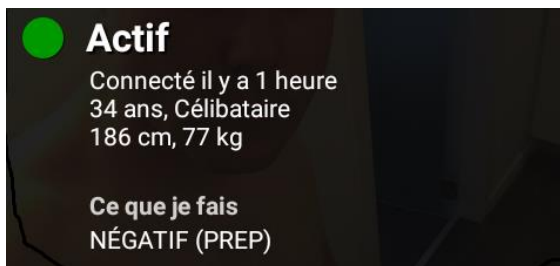 Actif
Connecté il y a 1 heure
34 ans, Célibataire
186 cm, 77 kg
Ce que je fais
NÉGATIF (PREP)